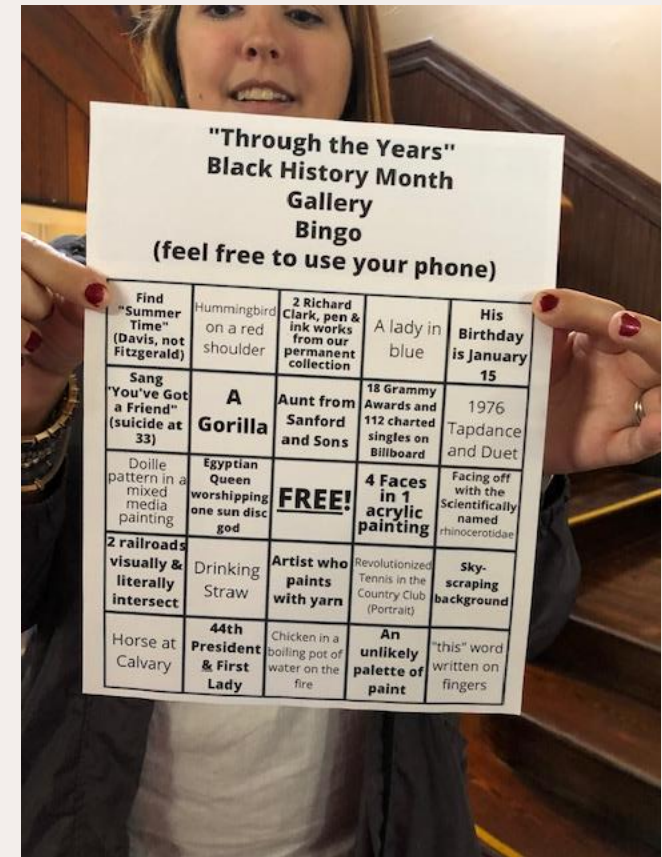 "Through the Years"
Black History Month
Gallery
Bingo
(feel free to use your phone)
Find
"Summer
Time"
(Davis, not
Fitzgerald)
Hummingbird
on a red
shoulder
2 Richard
Clark, pen &
ink works
from our
permanent
collection
A lady in
blue
His
Birthday
is January
15
Sang
'You've Got
a Friend"
(suicide at
33)
A
Gorilla
Aunt from
Sanford
and Sons
18 Grammy
Awards and
112 charted
singles on
Billboard
1976
Tapdance
and Duet
Doille
pattern in a
mixed
media
painting
Egyptian
Queen
worshipping
one sun disc
god
FREE!
4 Faces
in 1
acrylic
painting
Facing off
with the
Scientifically
named
rhinocerotidae
2 railroads
visually &
literally
intersect
Drinking
Straw
Artist who
paints
with yarn
Revolutionized
Tennis in the
Country Club
(Portrait)
Sky-
scraping
background
Horse at
Calvary
44th
President
& First
Lady
Chicken in a
boiling pot of
water on the
fire
An
unlikely
palette of
paint
"this" word
written on
fingers